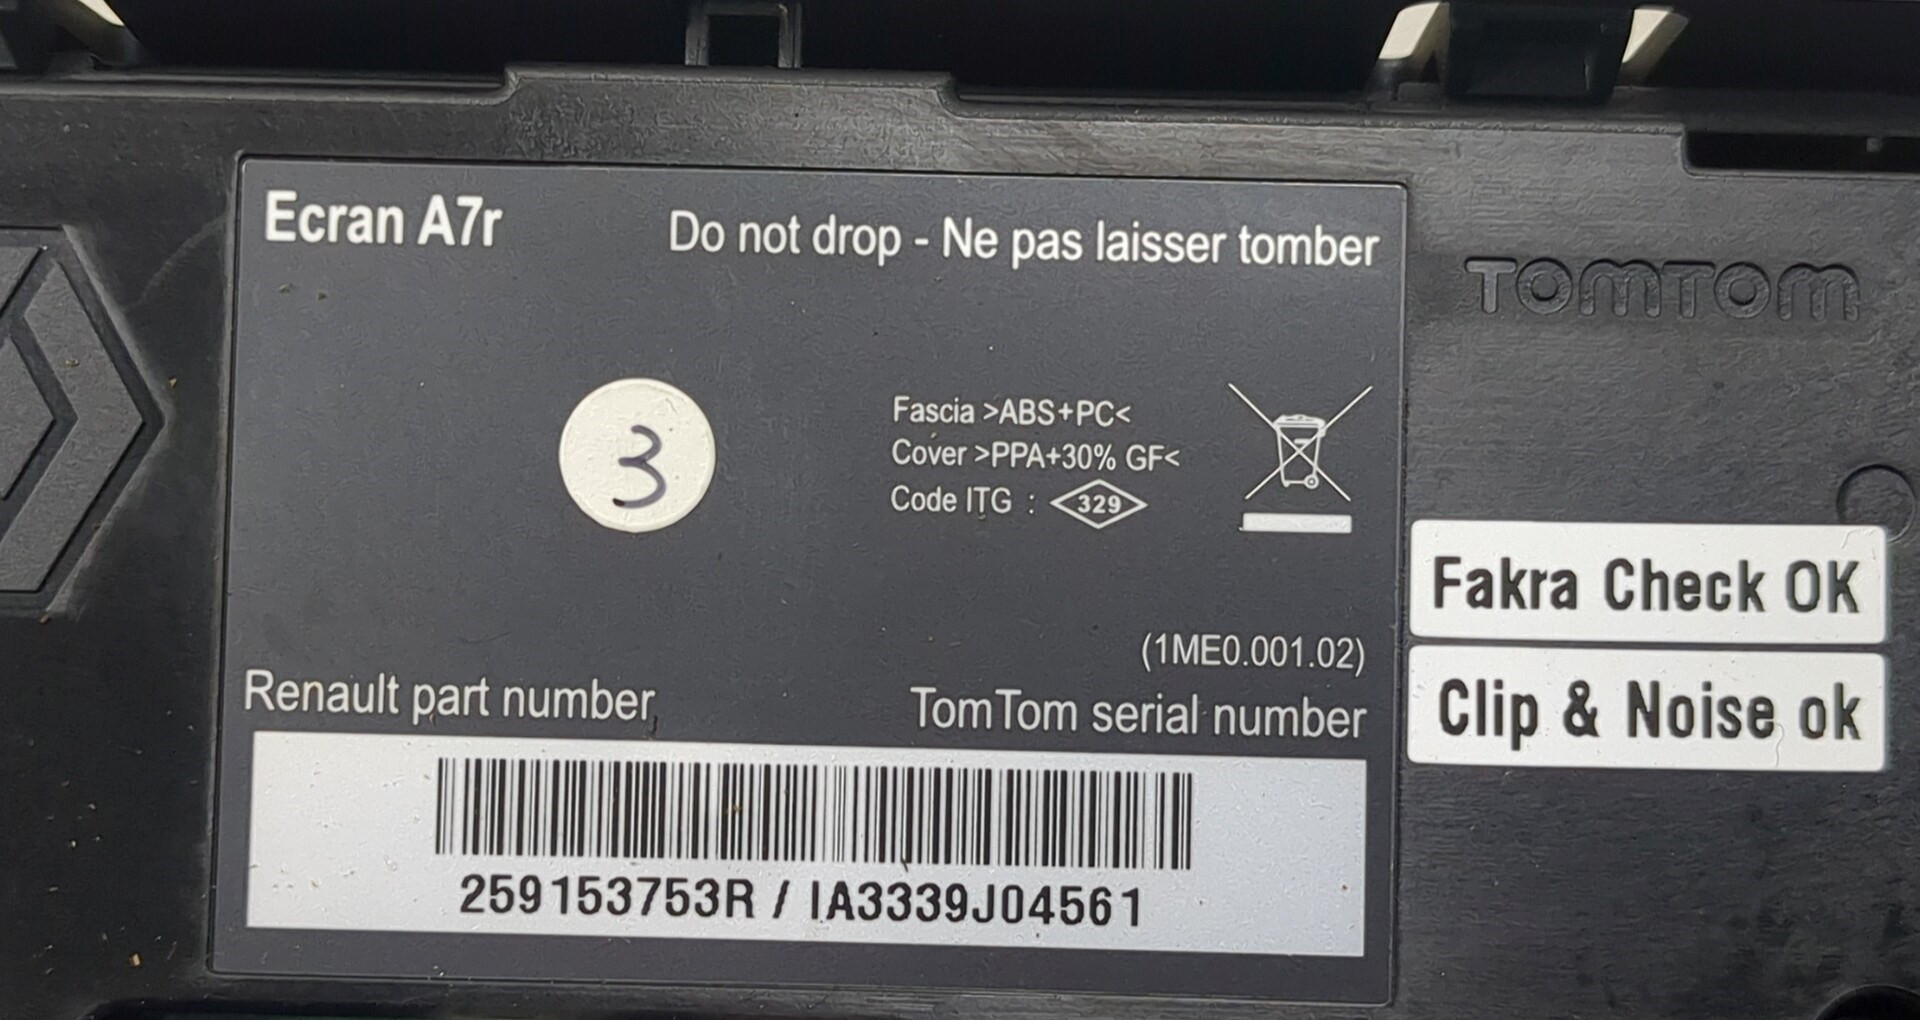 Ecran A7r
Do not drop - Ne pas laisser tomber
TOMTOM
3
Fascia >ABS+PC<
Cover >PPA+30% GF<
Code ITG : 329
Fakra Check OK
(1ME0.001.02)
Renault part number
TomTom serial number
Clip & Noise ok
259153753R / IA3339J04561